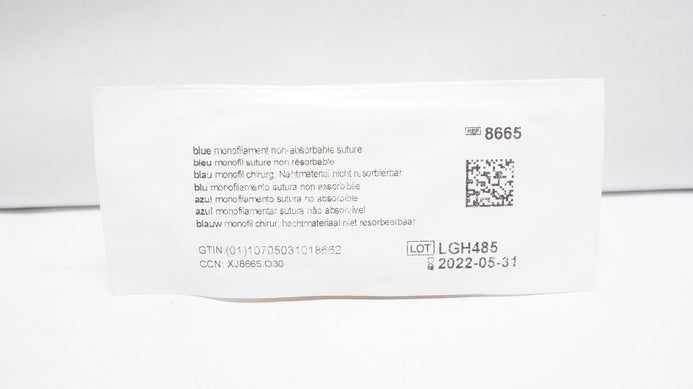 REF 8665
blue monofilament non-absorbable suture
bleu monofil suture non résorbable
blau monofil chirurg. Nahtmaterial nicht resorbierbar
blu monofilamento sutura non assorbibile
azul monofilamento sutura no absorbible
azul monofilamentar sutura não absorvível
blauw monofil chirur. hechtmateriaal niet resorbeerbaar
GTIN:(01)10705031018662
CCN: XJ8665.O30
LOT LGH485
2022-05-31